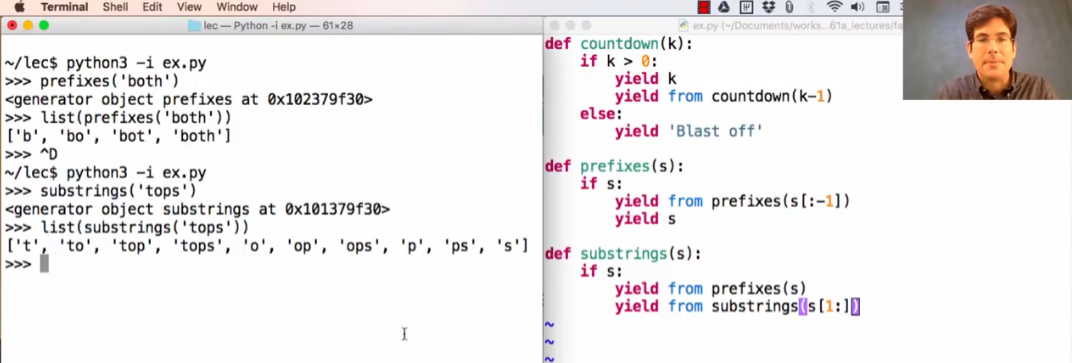 Terminal Shell Edit View Window Help
lec — Python -i ex.py — 61×28
~/lec$ python3 -i ex.py
>>> prefixes('both')
<generator object prefixes at 0x102379f30>
>>> list(prefixes('both'))
['b', 'bo', 'bot', 'both']
>>> ^D
~/lec$ python3 -i ex.py
>>> substrings('tops')
<generator object substrings at 0x101379f30>
>>> list(substrings('tops'))
['t', 'to', 'top', 'tops', 'o', 'op', 'ops', 'p', 'ps', 's']
>>>
ex.py (~/Documents/works...61a_lectures/fa
def countdown(k):
    if k > 0:
        yield k
        yield from countdown(k-1)
    else:
        yield 'Blast off'
def prefixes(s):
    if s:
        yield from prefixes(s[:-1])
        yield s
def substrings(s):
    if s:
        yield from prefixes(s)
        yield from substrings(s[1:])
~
~
~